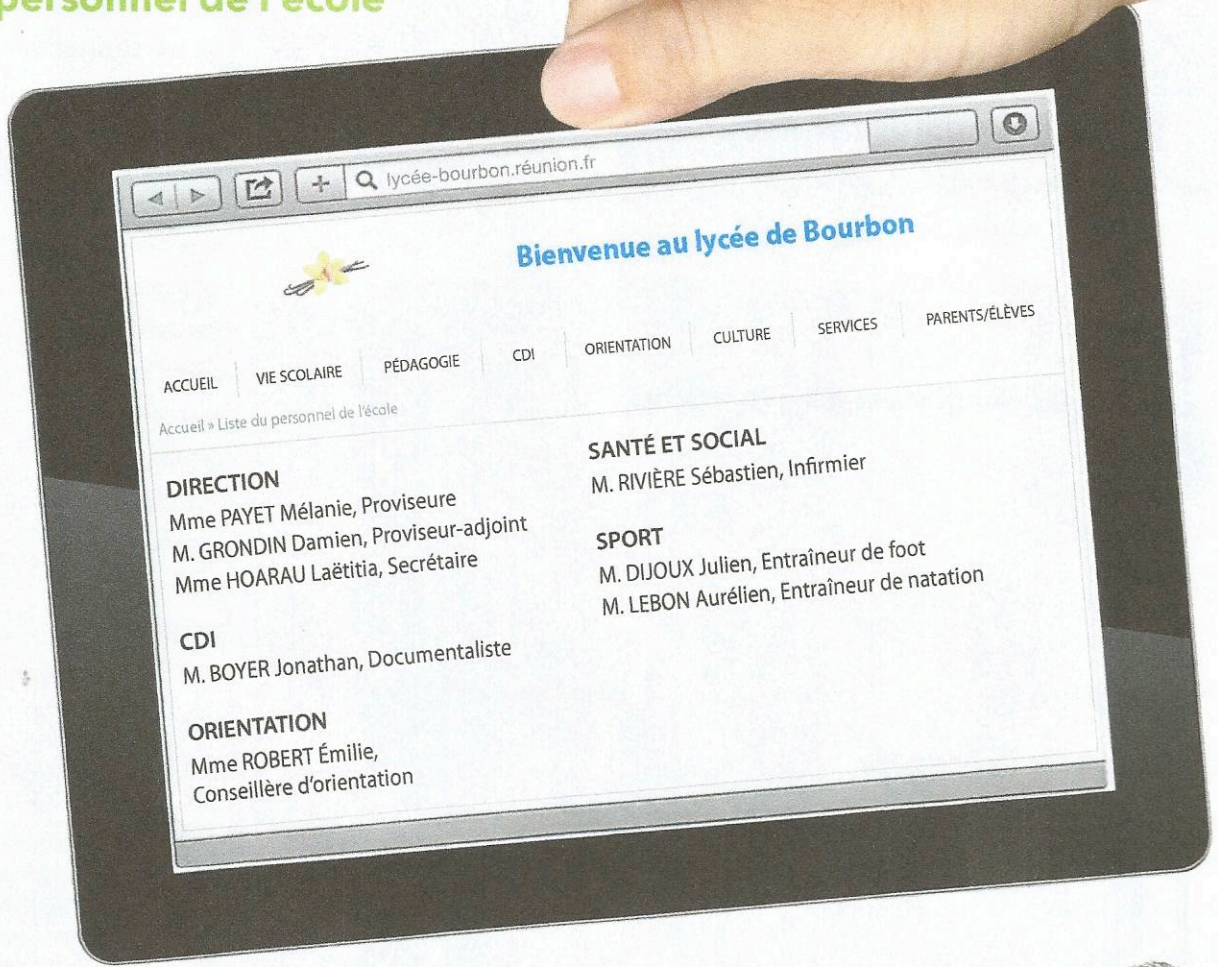 personnel de l'école
lycée-bourbon.réunion.fr
Bienvenue au lycée de Bourbon
ACCUEIL VIE SCOLAIRE PÉDAGOGIE CDI ORIENTATION CULTURE SERVICES PARENTS/ÉLÈVES
Accueil » Liste du personnel de l'école
DIRECTION
Mme PAYET Mélanie, Proviseure
M. GRONDIN Damien, Proviseur-adjoint
Mme HOARAU Laëtitia, Secrétaire
CDI
M. BOYER Jonathan, Documentaliste
ORIENTATION
Mme ROBERT Émilie,
Conseillère d'orientation
SANTÉ ET SOCIAL
M. RIVIÈRE Sébastien, Infirmier
SPORT
M. DIJOUX Julien, Entraîneur de foot
M. LEBON Aurélien, Entraîneur de natation